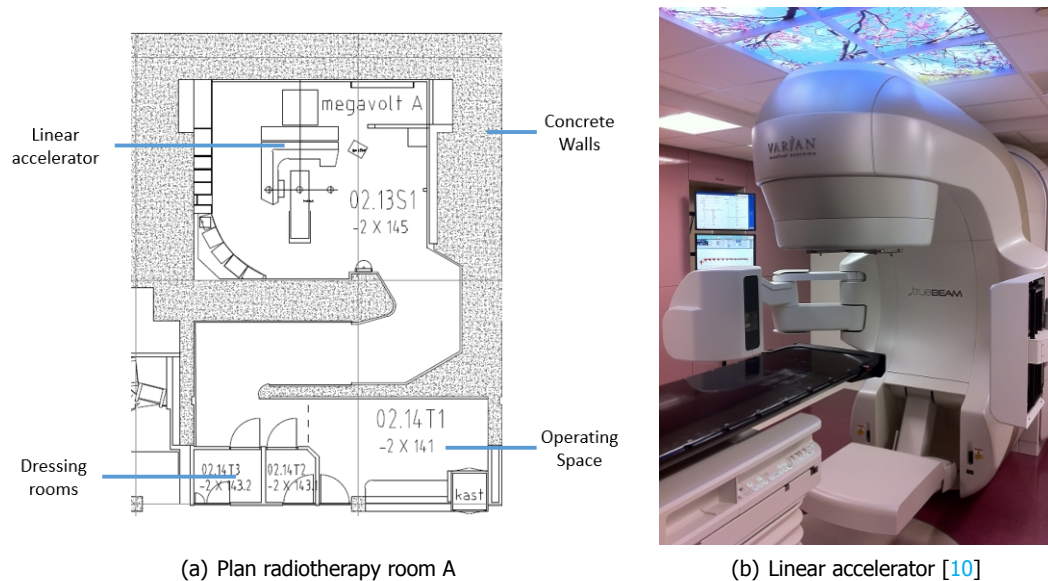 megavolt A
Linear
accelerator
Concrete
Walls
02.13S1
-2 X 145
02.14T1
-2 X 141
Operating
Space
Dressing
rooms
02.14T3
-2 X 143.2
02.14T2
-2 X 143.1
kast
(a) Plan radiotherapy room A
VARIAN
medical systems
TRUEBEAM
(b) Linear accelerator [10]